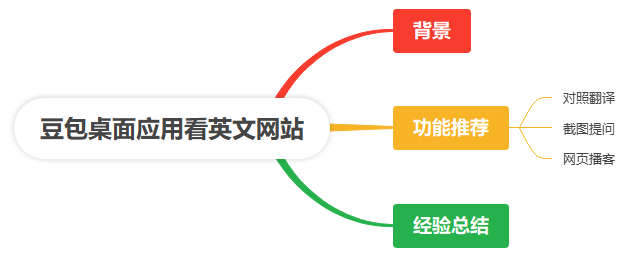 豆包桌面应用看英文网站
背景
功能推荐
对照翻译
截图提问
网页播客
经验总结